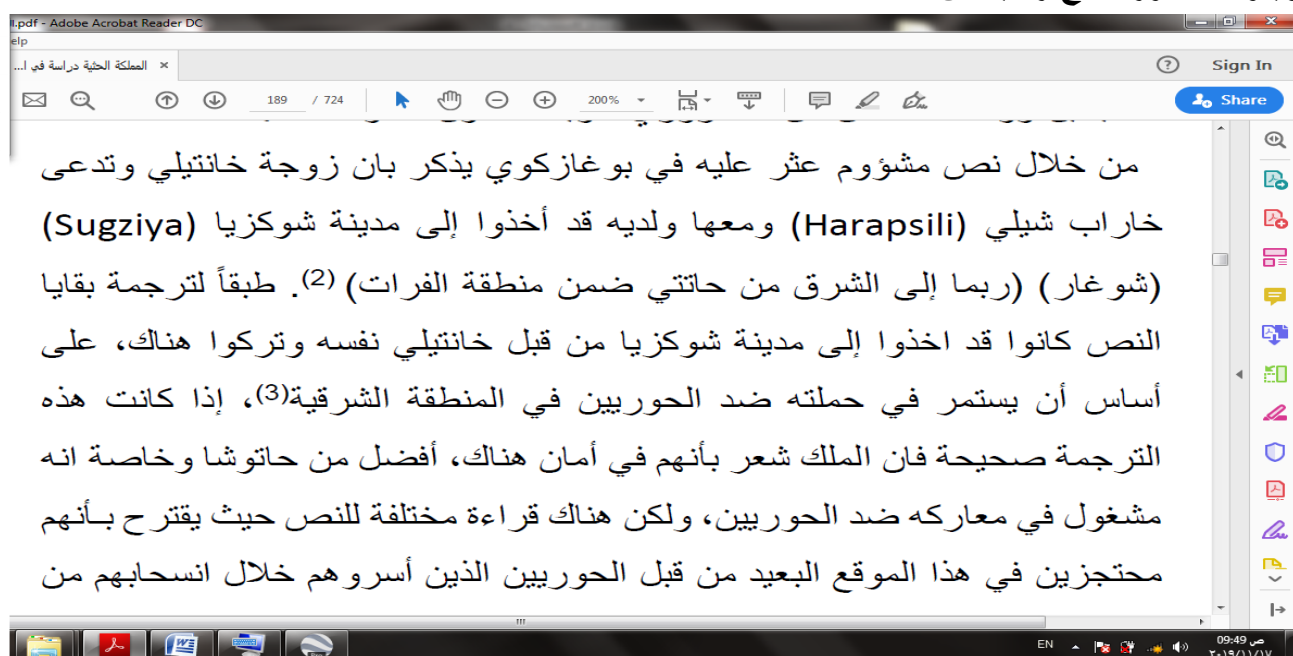 ll.pdf - Adobe Acrobat Reader DC
elp
المملكة الحثية دراسة في ا... ×
Sign In
189 / 724
200%
Share
من خلال نص مشؤوم عثر عليه في بوغازكوي يذكر بان زوجة خانتيلي وتدعى
خاراب شيلي (Harapsili) ومعها ولديه قد أخذوا إلى مدينة شوكزيا (Sugziya)
(شوغار) (ربما إلى الشرق من حاتتي ضمن منطقة الفرات) (2). طبقاً لترجمة بقايا
النص كانوا قد اخذوا إلى مدينة شوكزيا من قبل خانتيلي نفسه وتركوا هناك، على
أساس أن يستمر في حملته ضد الحوريين في المنطقة الشرقية(3)، إذا كانت هذه
الترجمة صحيحة فان الملك شعر بأنهم في أمان هناك، أفضل من حاتوشا وخاصة انه
مشغول في معاركه ضد الحوريين، ولكن هناك قراءة مختلفة للنص حيث يقترح بـأنهم
محتجزين في هذا الموقع البعيد من قبل الحوريين الذين أسروهم خلال انسحابهم من
EN
09:49 ص
٢٠١٩/١١/١٧